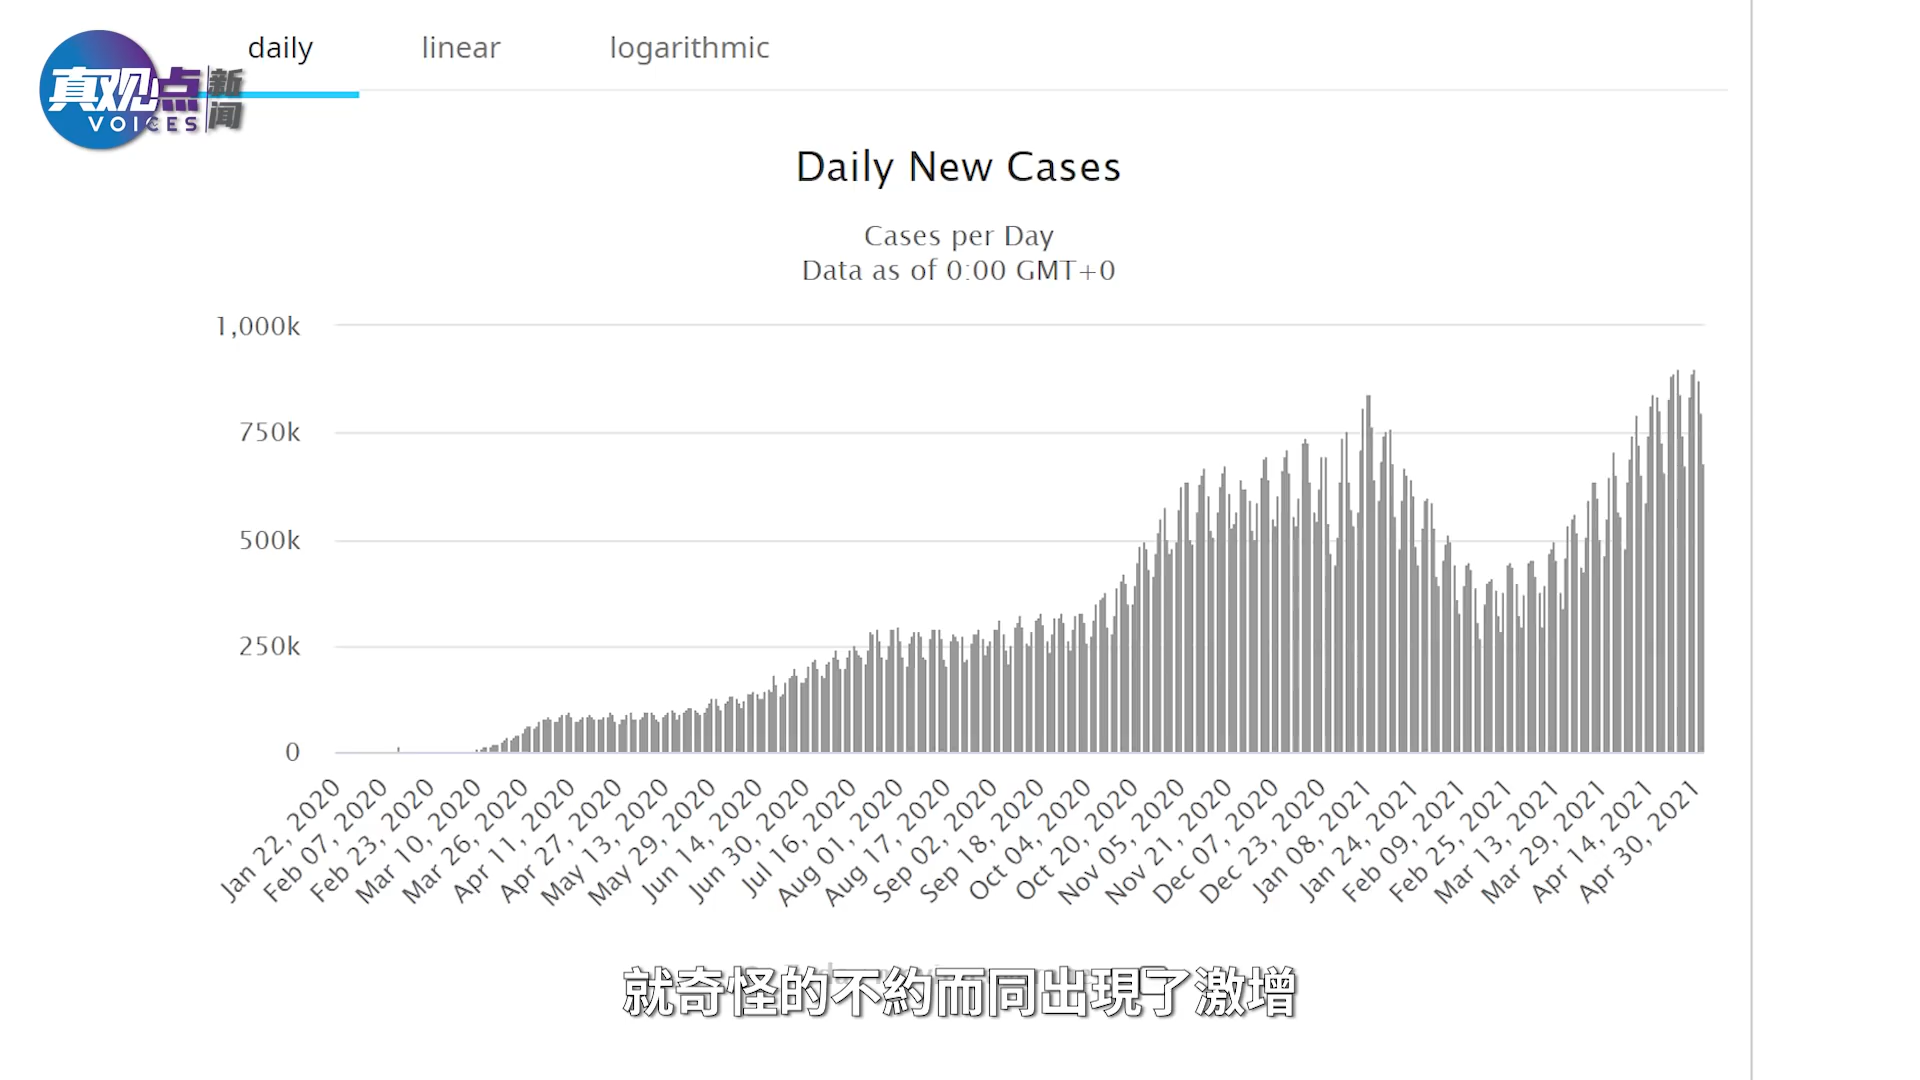 daily
linear
logarithmic
真观点
新闻
VOICES
Daily New Cases
Cases per Day
Data as of 0:00 GMT+0
1,000k
750k
500k
250k
0
Jan 22, 2020
Feb 07, 2020
Feb 23, 2020
Mar 10, 2020
Mar 26, 2020
Apr 11, 2020
Apr 27, 2020
May 13, 2020
May 29, 2020
Jun 14, 2020
Jun 30, 2020
Jul 16, 2020
Aug 01, 2020
Aug 17, 2020
Sep 02, 2020
Sep 18, 2020
Oct 04, 2020
Oct 20, 2020
Nov 05, 2020
Nov 21, 2020
Dec 07, 2020
Dec 23, 2020
Jan 08, 2021
Jan 24, 2021
Feb 09, 2021
Feb 25, 2021
Mar 13, 2021
Mar 29, 2021
Apr 14, 2021
Apr 30, 2021
就奇怪的不約而同出現了激增